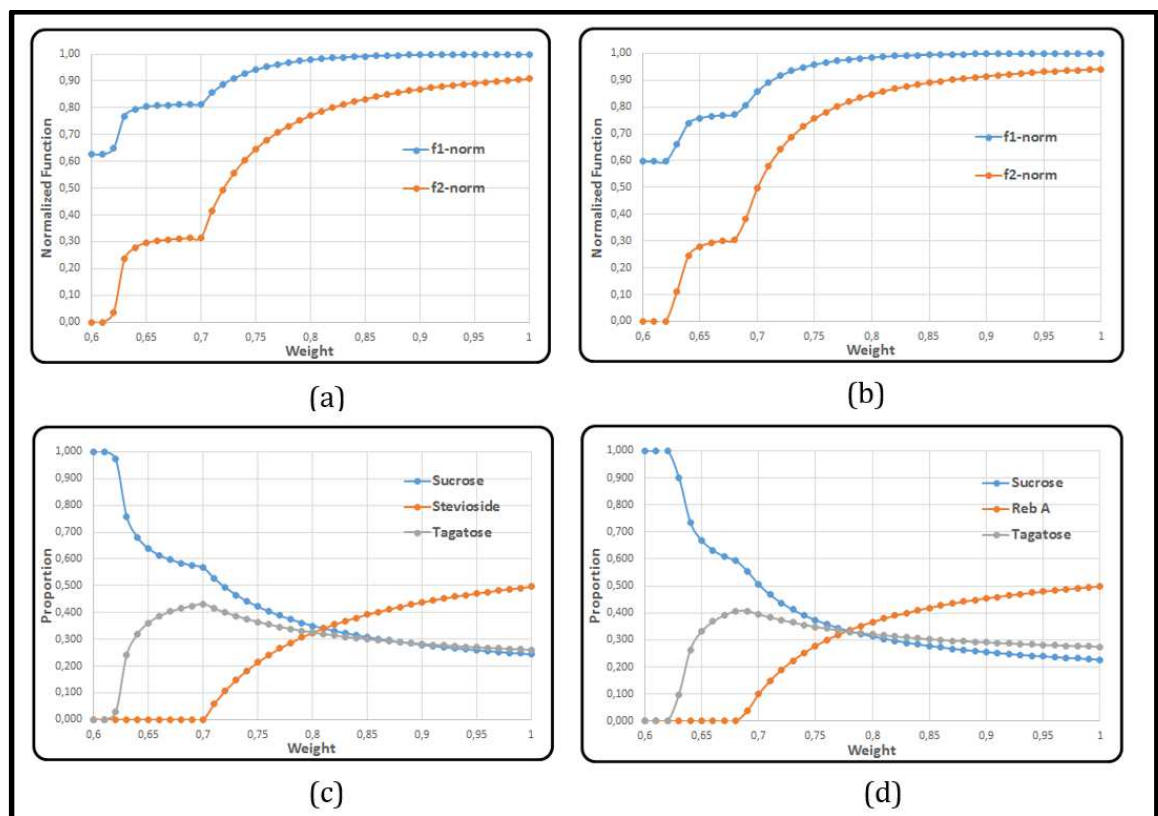 1,00
0,90
0,80
0,70
0,60
0,50
0,40
0,30
0,20
0,10
0,00
Normalized Function
f1-norm
f2-norm
0,6 0,65 0,7 0,75 0,8 0,85 0,9 0,95 1
Weight
(a)
1,00
0,90
0,80
0,70
0,60
0,50
0,40
0,30
0,20
0,10
0,00
Normalized Function
f1-norm
f2-norm
0,6 0,65 0,7 0,75 0,8 0,85 0,9 0,95 1
Weight
(b)
1,000
0,900
0,800
0,700
0,600
0,500
0,400
0,300
0,200
0,100
0,000
Proportion
Sucrose
Stevioside
Tagatose
0,6 0,65 0,7 0,75 0,8 0,85 0,9 0,95 1
Weight
(c)
1,000
0,900
0,800
0,700
0,600
0,500
0,400
0,300
0,200
0,100
0,000
Proportion
Sucrose
Reb A
Tagatose
0,6 0,65 0,7 0,75 0,8 0,85 0,9 0,95 1
Weight
(d)